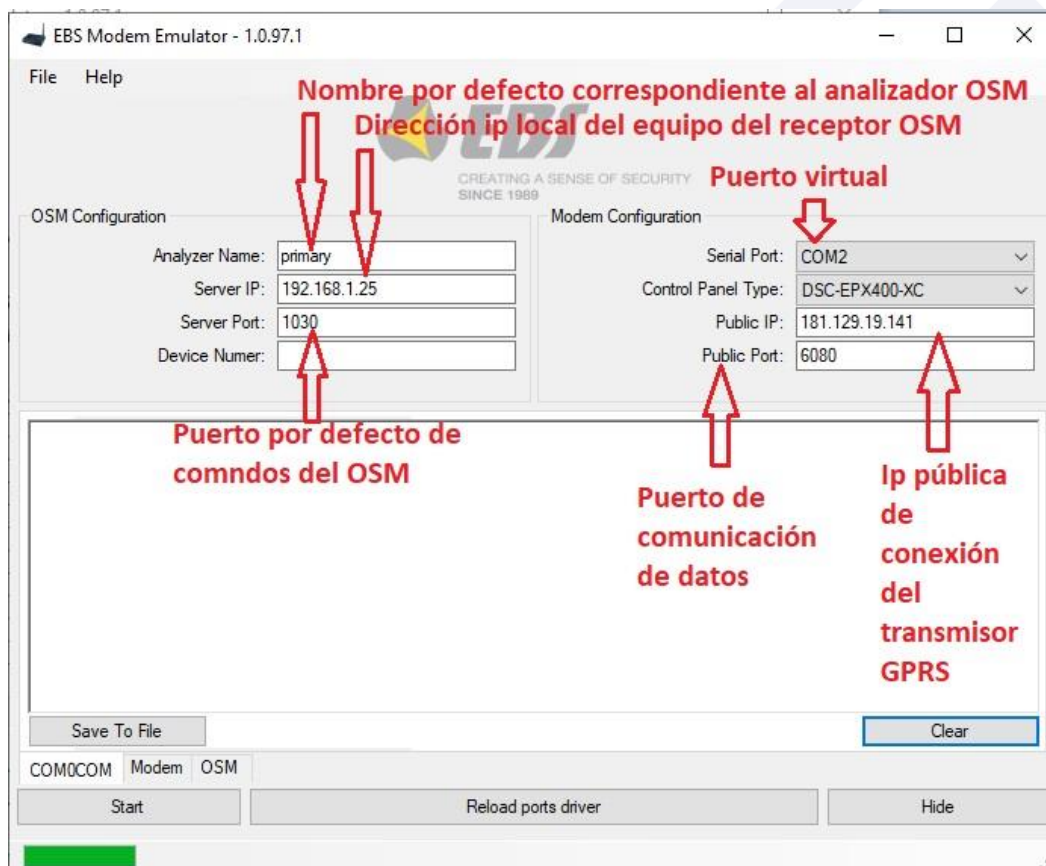 EBS Modem Emulator - 1.0.97.1
File Help
Nombre por defecto correspondiente al analizador OSM
Dirección ip local del equipo del receptor OSM
EBS
CREATING A SENSE OF SECURITY
SINCE 1989
Puerto virtual
OSM Configuration
Analyzer Name: primary
Server IP: 192.168.1.25
Server Port: 1030
Device Numer:
Modem Configuration
Serial Port: COM2
Control Panel Type: DSC-EPX400-XC
Public IP: 181.129.19.141
Public Port: 6080
Puerto por defecto de
comndos del OSM
Puerto de
comunicación
de datos
Ip pública
de
conexión
del
transmisor
GPRS
Save To File
Clear
COM0COM Modem OSM
Start Reload ports driver Hide